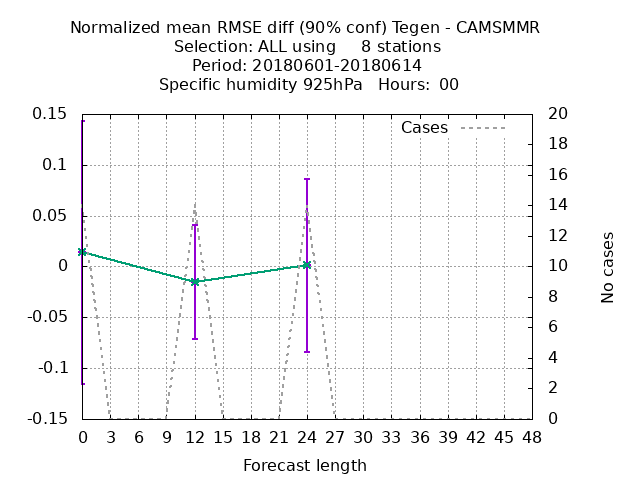 Normalized mean RMSE diff (90% conf) Tegen - CAMSMMR
Selection: ALL using     8 stations
Period: 20180601-20180614
Specific humidity 925hPa   Hours:  00
Cases
0.15
0.1
0.05
0
-0.05
-0.1
-0.15
20
18
16
14
12
10
8
6
4
2
0
No cases
0 3 6 9 12 15 18 21 24 27 30 33 36 39 42 45 48
Forecast length